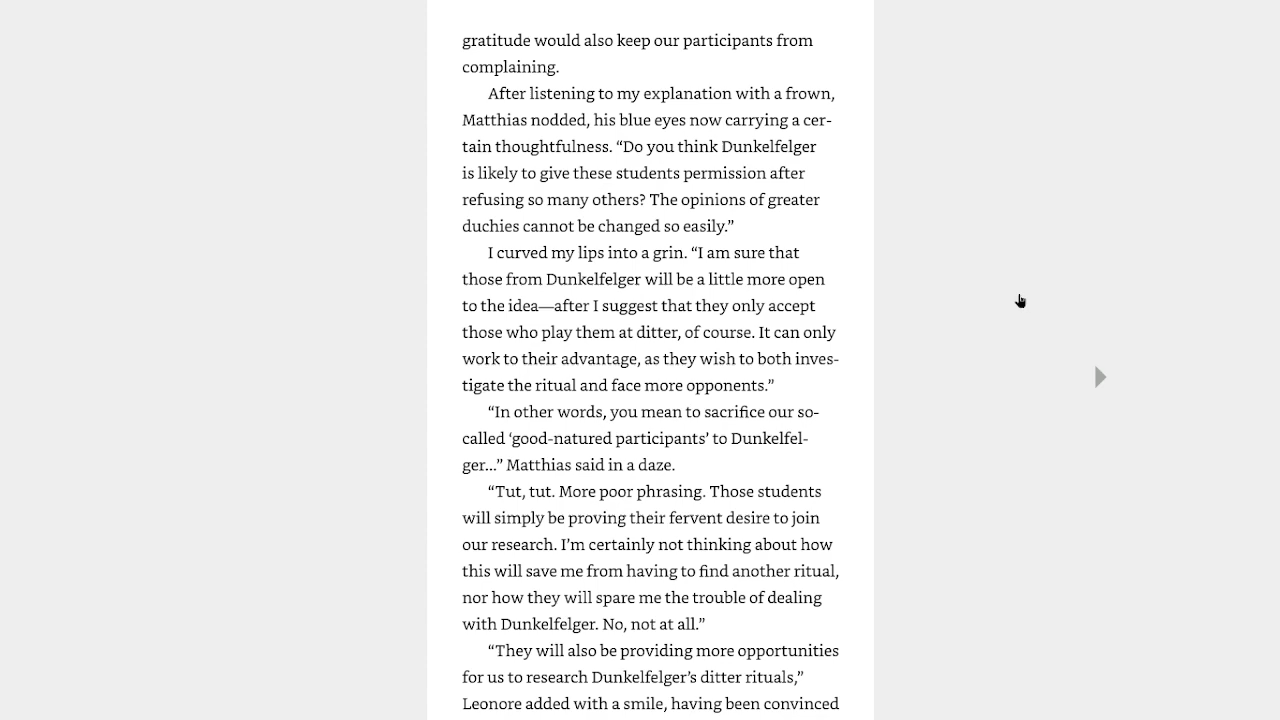 gratitude would also keep our participants from
complaining.
After listening to my explanation with a frown,
Matthias nodded, his blue eyes now carrying a cer-
tain thoughtfulness. “Do you think Dunkelfelger
is likely to give these students permission after
refusing so many others? The opinions of greater
duchies cannot be changed so easily.”
I curved my lips into a grin. “I am sure that
those from Dunkelfelger will be a little more open
to the idea—after I suggest that they only accept
those who play them at ditter, of course. It can only
work to their advantage, as they wish to both inves-
tigate the ritual and face more opponents.”
“In other words, you mean to sacrifice our so-
called ‘good-natured participants’ to Dunkelfel-
ger...” Matthias said in a daze.
“Tut, tut. More poor phrasing. Those students
will simply be proving their fervent desire to join
our research. I’m certainly not thinking about how
this will save me from having to find another ritual,
nor how they will spare me the trouble of dealing
with Dunkelfelger. No, not at all.”
“They will also be providing more opportunities
for us to research Dunkelfelger’s ditter rituals,”
Leonore added with a smile, having been convinced